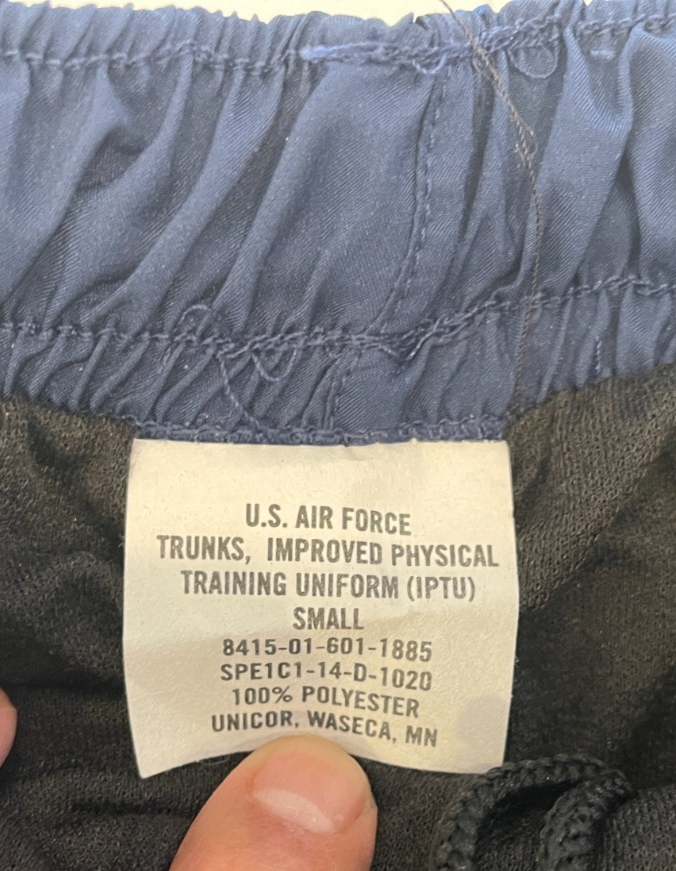 U.S. AIR FORCE
TRUNKS, IMPROVED PHYSICAL
TRAINING UNIFORM (IPTU)
SMALL
8415-01-601-1885
SPE1C1-14-D-1020
100% POLYESTER
UNICOR, WASECA, MN